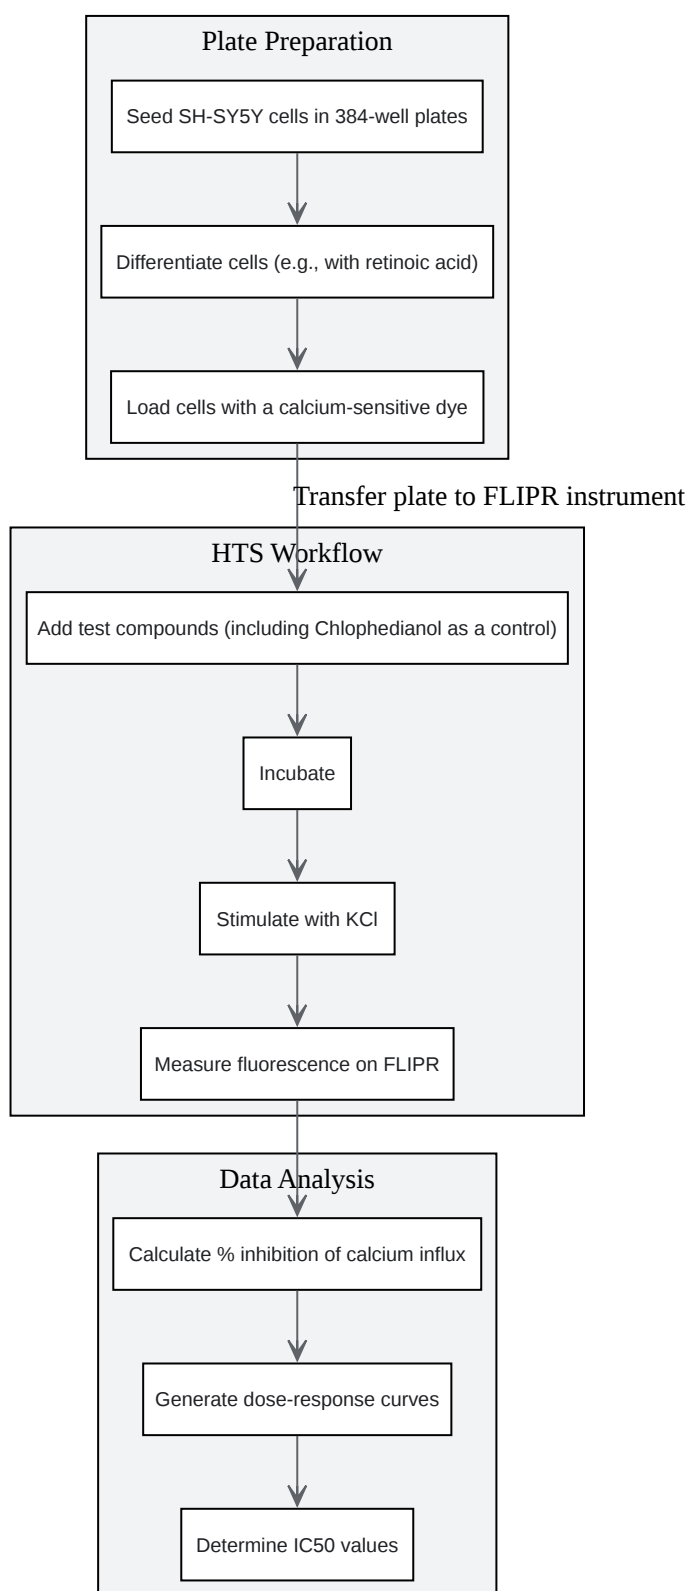 Plate Preparation
Seed SH-SY5Y cells in 384-well plates
Differentiate cells (e.g., with retinoic acid)
Load cells with a calcium-sensitive dye
Transfer plate to FLIPR instrument
HTS Workflow
Add test compounds (including Chlophedianol as a control)
Incubate
Stimulate with KCl
Measure fluorescence on FLIPR
Data Analysis
Calculate % inhibition of calcium influx
Generate dose-response curves
Determine IC50 values